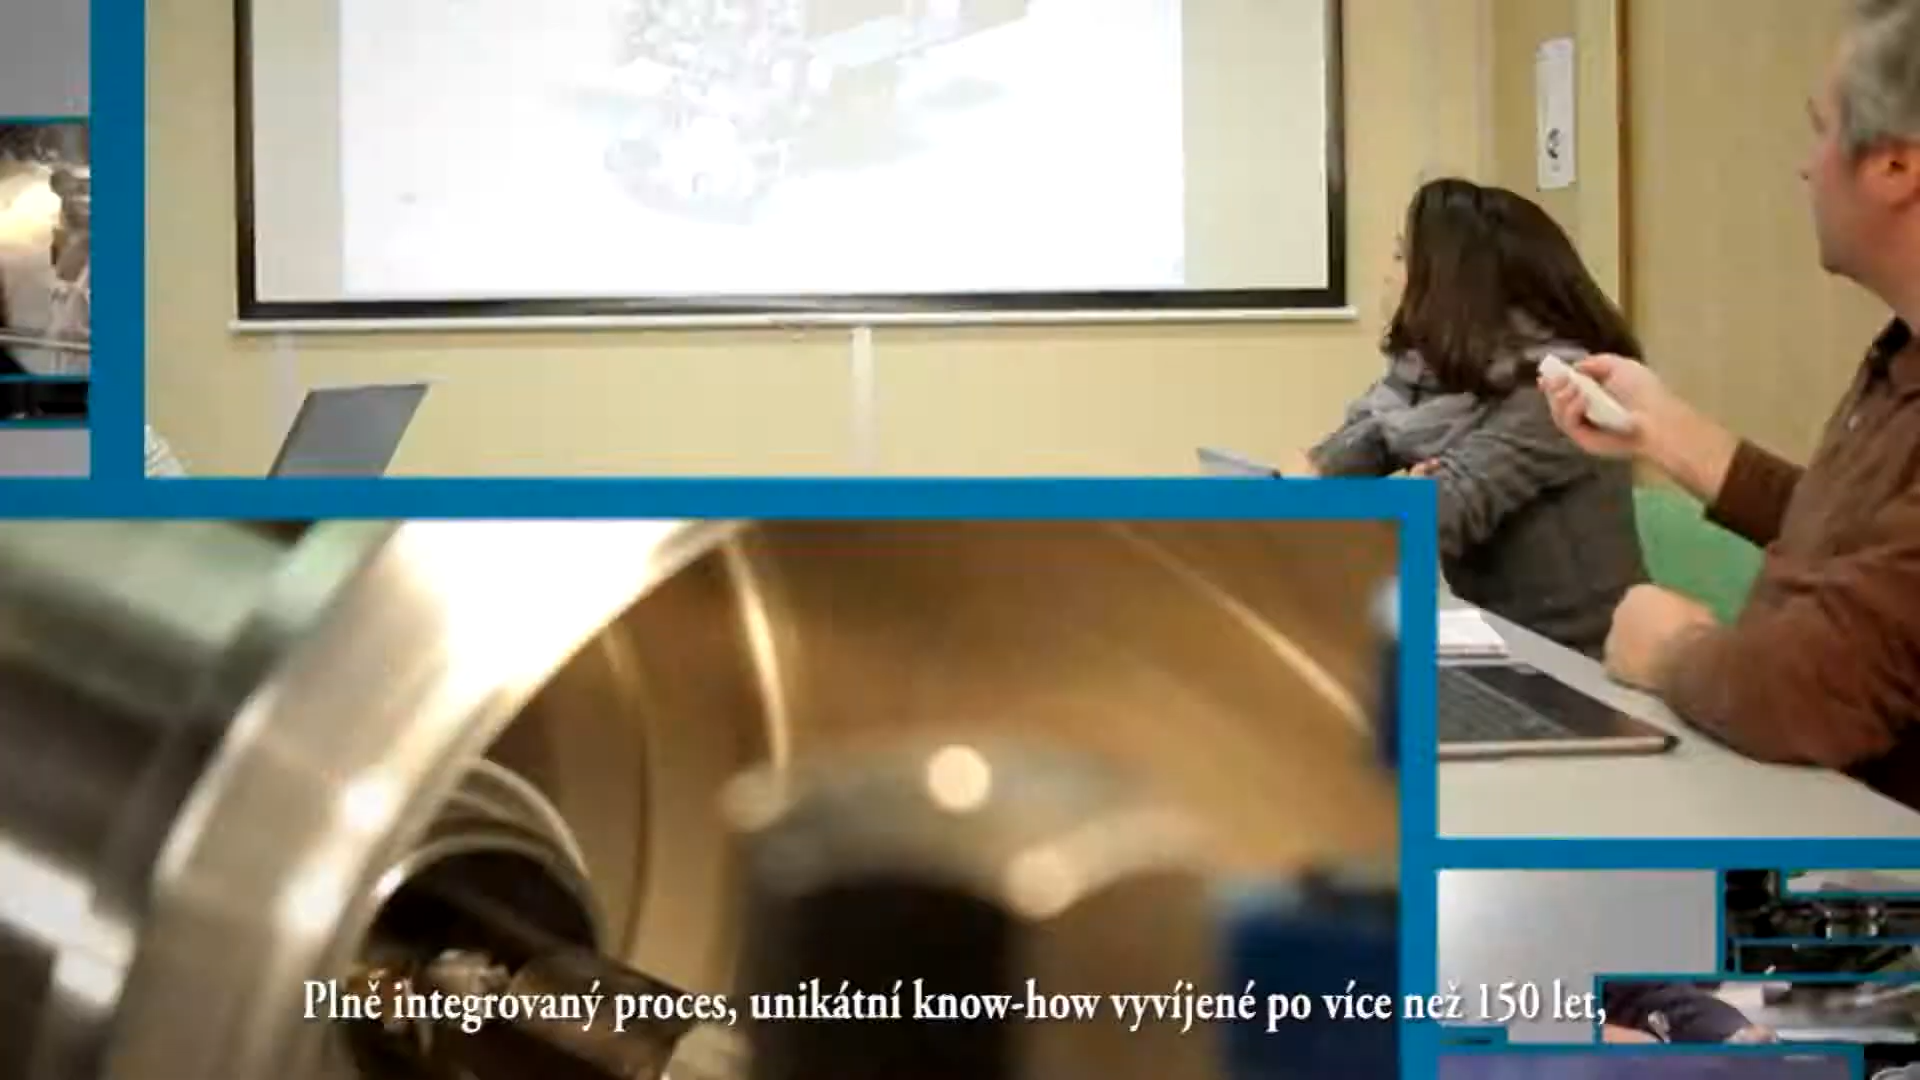 Plně integrovaný proces, unikátní know-how vyvíjené po více než 150 let,